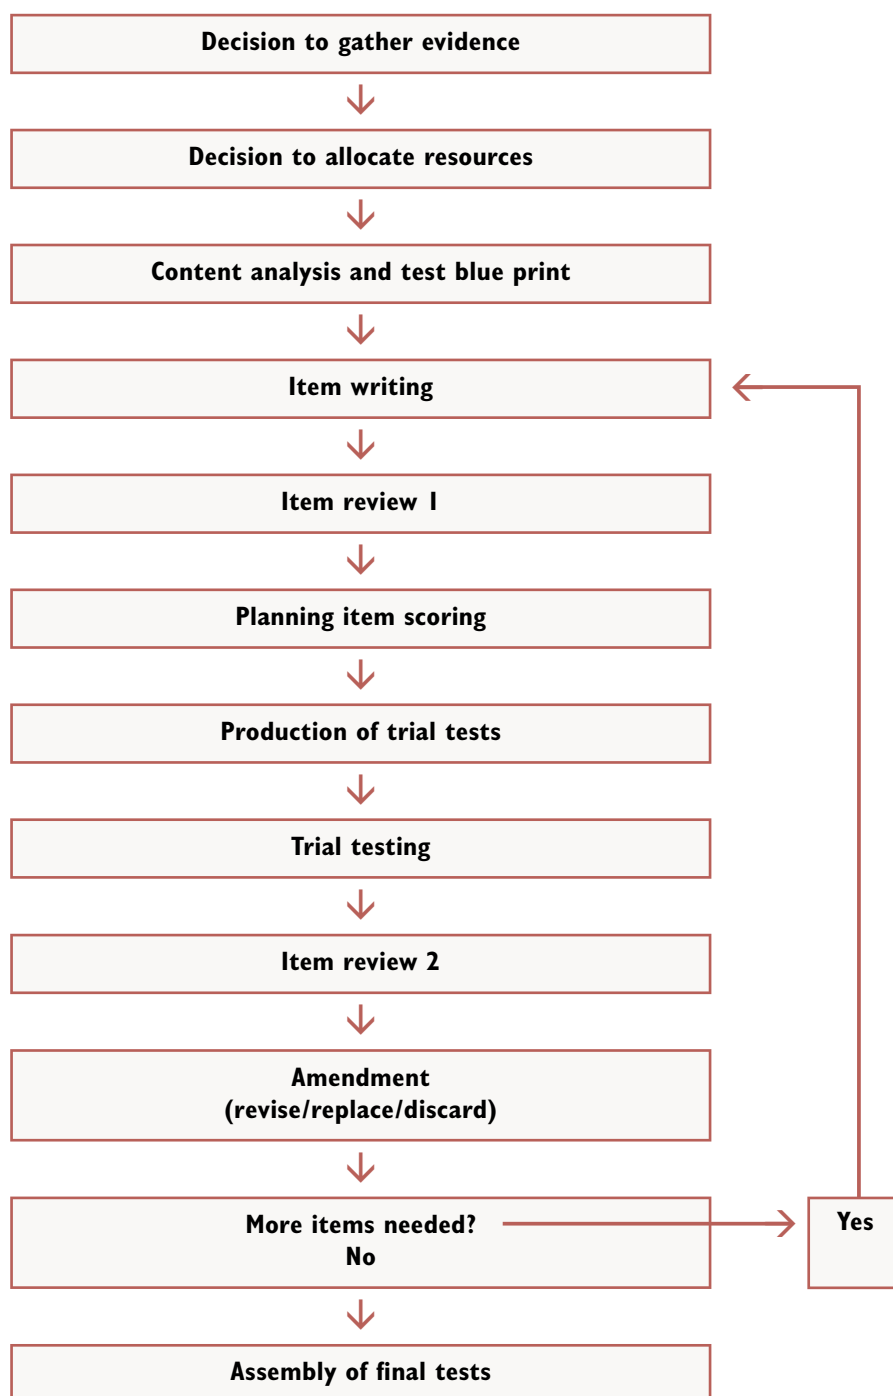 Decision to gather evidence
Decision to allocate resources
Content analysis and test blue print
Item writing
Item review 1
Planning item scoring
Production of trial tests
Trial testing
Item review 2
Amendment
(revise/replace/discard)
More items needed?
Yes
No
Assembly of final tests